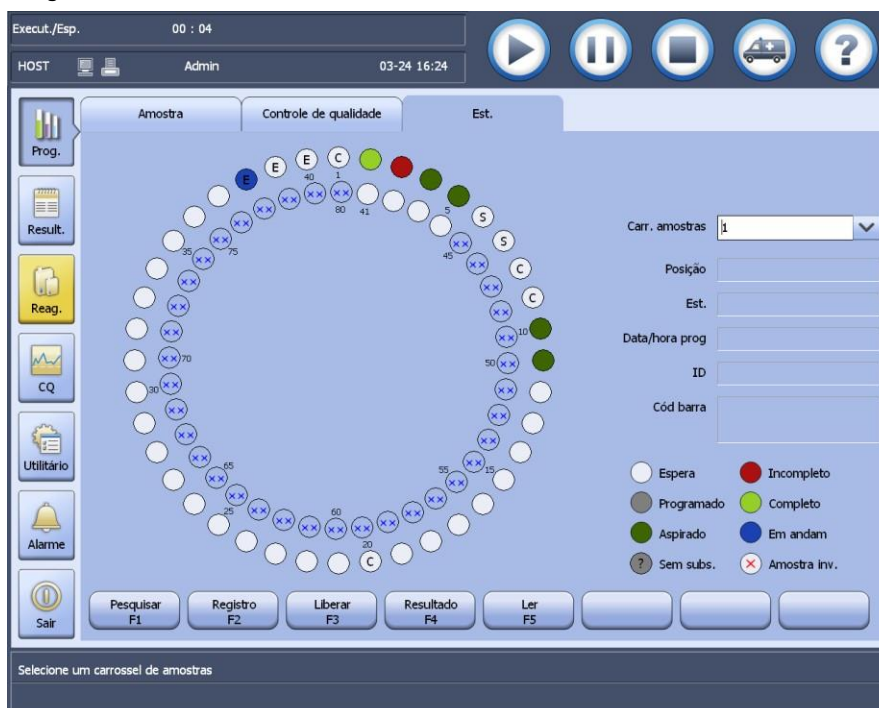 Execut./Esp. 00 : 04
HOST Admin 03-24 16:24
?
Amostra Controle de qualidade Est.
Prog.
Result.
Reag.
CQ
Utilitário
Alarme
Sair
E E E C
40 1
80 41
5
S
S
C
C
45
10
50
15
55
20
C
60
25
65
30
70
35
75
Carr. amostras 1
Posição
Est.
Data/hora prog
ID
Cód barra
Espera Incompleto
Programado Completo
Aspirado Em andam
? Sem subs. Amostra inv.
Pesquisar Registro Liberar Resultado Ler
F1 F2 F3 F4 F5
Selecione um carrossel de amostras